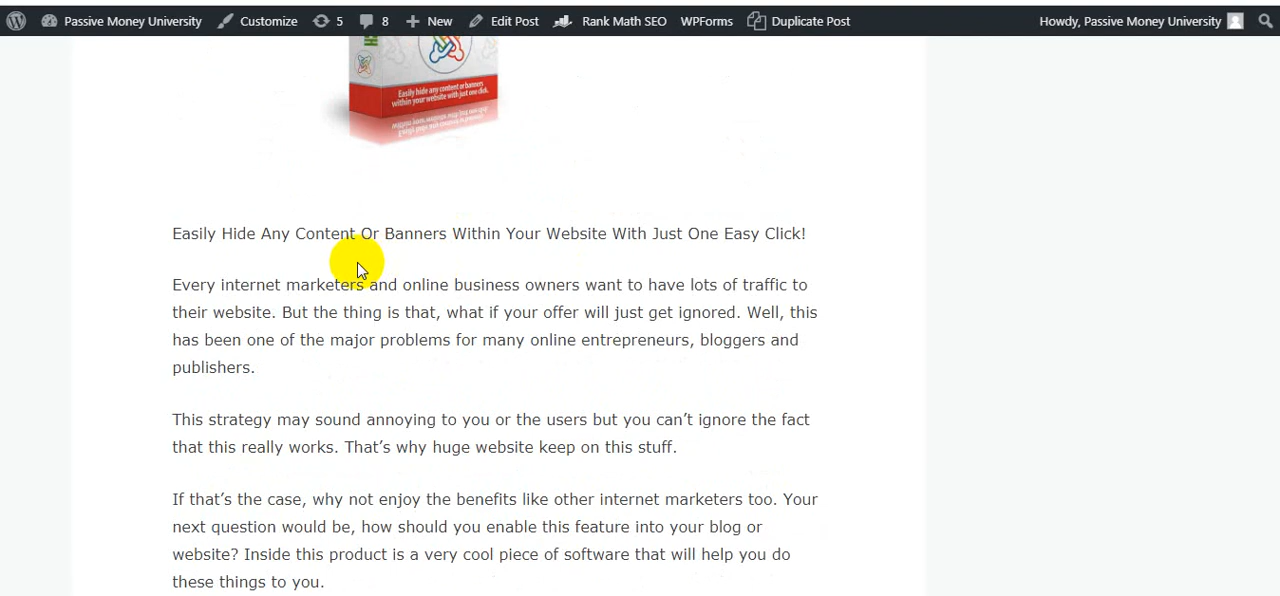 Passive Money University Customize 5 8 New Edit Post Rank Math SEO WPForms Duplicate Post Howdy, Passive Money University
Easily hide any content or banners
within your website with just one click.
Easily Hide Any Content Or Banners Within Your Website With Just One Easy Click!
Every internet marketers and online business owners want to have lots of traffic to
their website. But the thing is that, what if your offer will just get ignored. Well, this
has been one of the major problems for many online entrepreneurs, bloggers and
publishers.
This strategy may sound annoying to you or the users but you can’t ignore the fact
that this really works. That’s why huge website keep on this stuff.
If that’s the case, why not enjoy the benefits like other internet marketers too. Your
next question would be, how should you enable this feature into your blog or
website? Inside this product is a very cool piece of software that will help you do
these things to you.